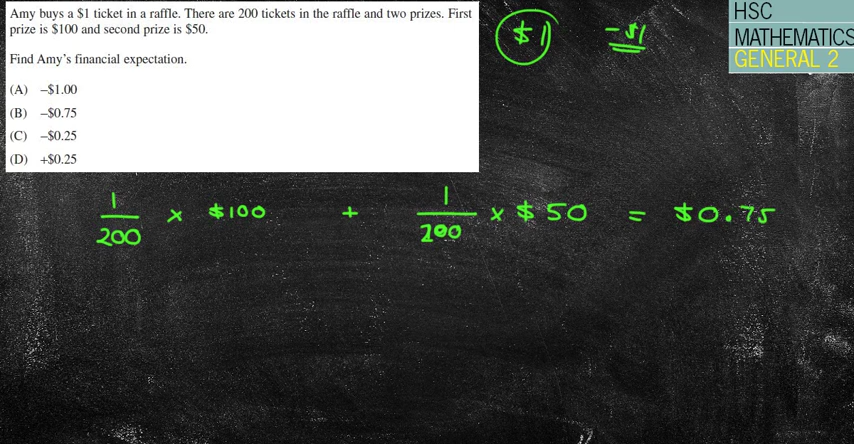 Amy buys a $1 ticket in a raffle. There are 200 tickets in the raffle and two prizes. First
prize is $100 and second prize is $50.
Find Amy's financial expectation.
(A) –$1.00
(B) –$0.75
(C) –$0.25
(D) +$0.25
$1
-$1
HSC
MATHEMATICS
GENERAL 2
1/200 × $100 + 1/200 × $50 = $0.75